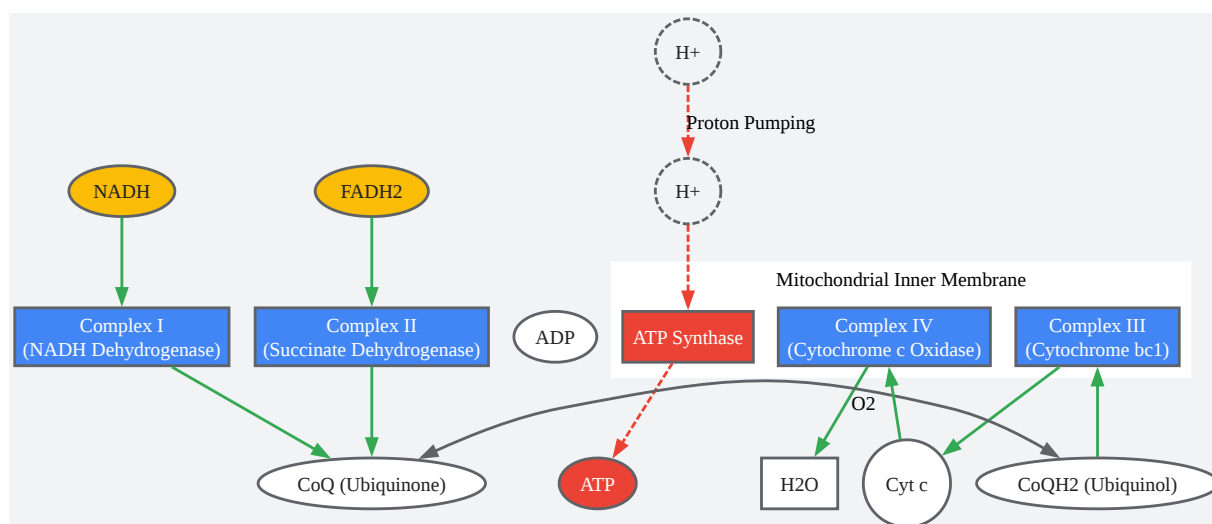 H+
Proton Pumping
NADH
FADH2
H+
Mitochondrial Inner Membrane
Complex I
(NADH Dehydrogenase)
Complex II
(Succinate Dehydrogenase)
ADP
ATP Synthase
Complex IV
(Cytochrome c Oxidase)
Complex III
(Cytochrome bc1)
O2
CoQ (Ubiquinone)
ATP
H2O
Cyt c
CoQH2 (Ubiquinol)